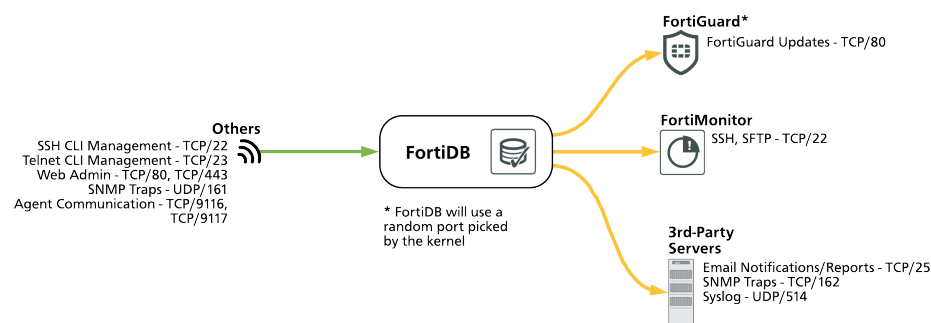 Others
SSH CLI Management - TCP/22
Telnet CLI Management - TCP/23
Web Admin - TCP/80, TCP/443
SNMP Traps - UDP/161
Agent Communication - TCP/9116,
TCP/9117
FortiDB
* FortiDB will use a
random port picked
by the kernel
FortiGuard*
FortiGuard Updates - TCP/80
FortiMonitor
SSH, SFTP - TCP/22
3rd-Party
Servers
Email Notifications/Reports - TCP/25
SNMP Traps - TCP/162
Syslog - UDP/514